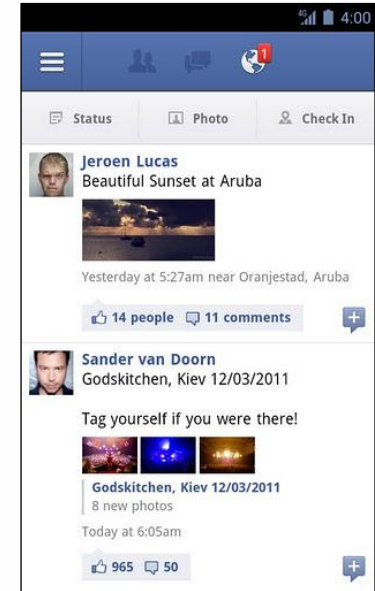 4G 4:00
1
Status Photo Check In
Jeroen Lucas
Beautiful Sunset at Aruba
Yesterday at 5:27am near Oranjestad, Aruba
14 people 11 comments
Sander van Doorn
Godskitchen, Kiev 12/03/2011
Tag yourself if you were there!
Godskitchen, Kiev 12/03/2011
8 new photos
Today at 6:05am
965 50